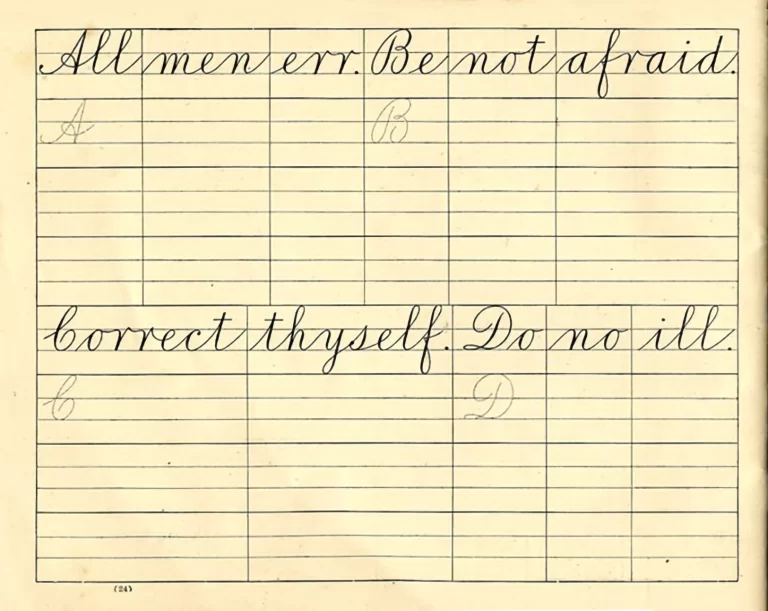 All men err. Be not afraid.
A B
Correct thyself. Do no ill.
C D
(24)